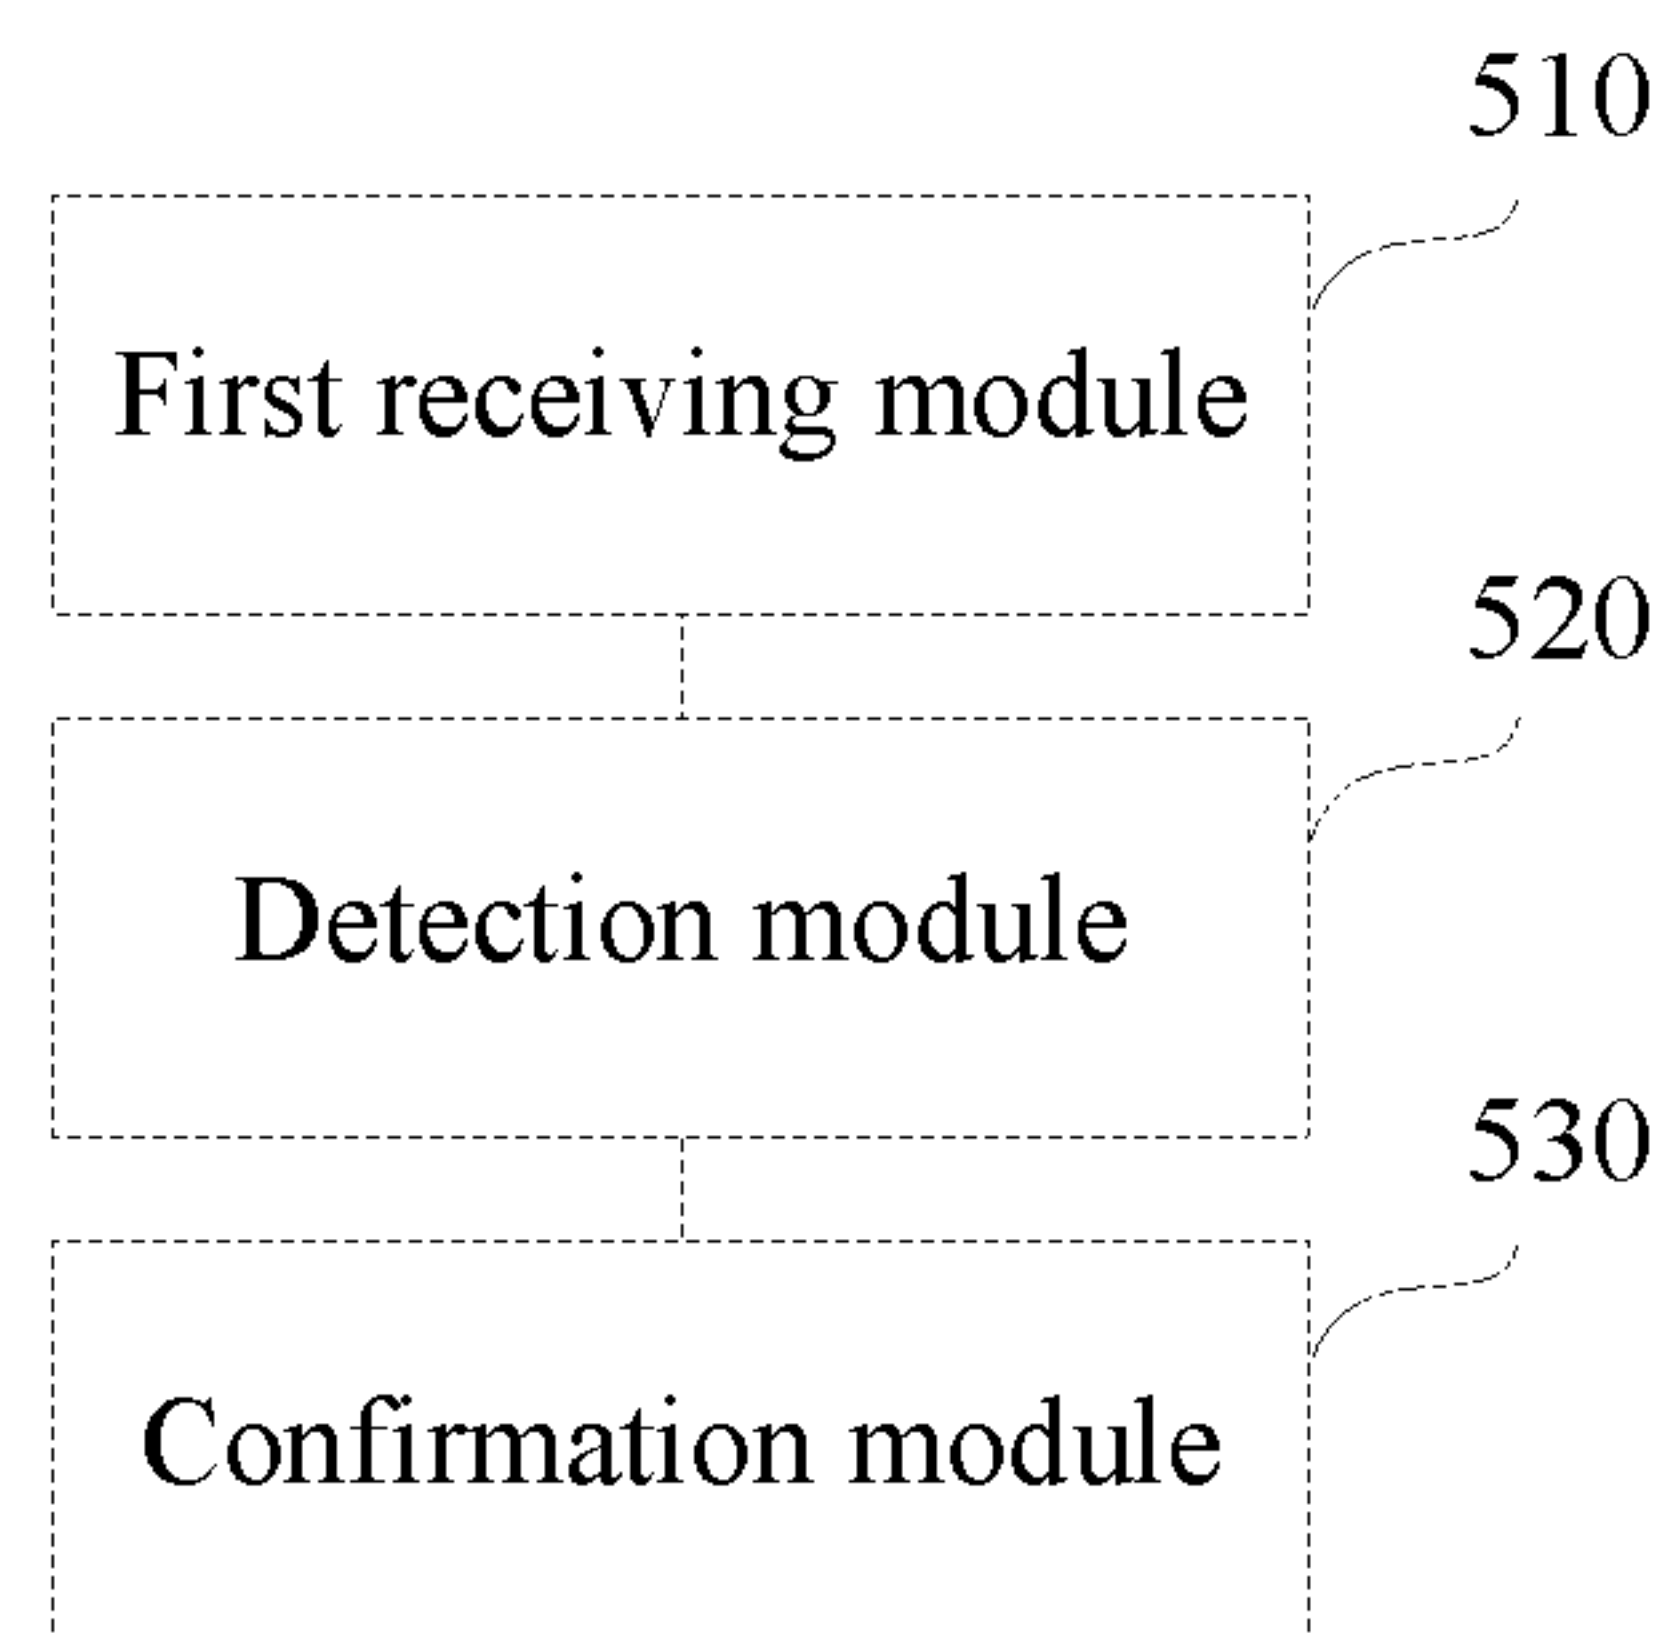 510
First receiving module
520
Detection module
530
Confirmation module